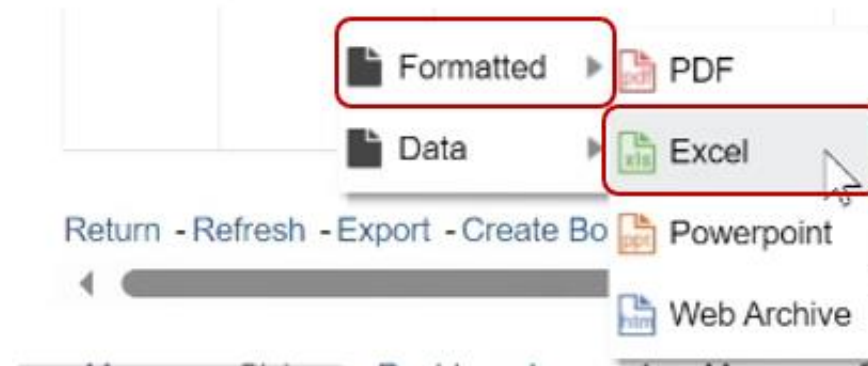 Formatted
PDF
Data
Excel
Return - Refresh - Export - Create Bo
Powerpoint
Web Archive